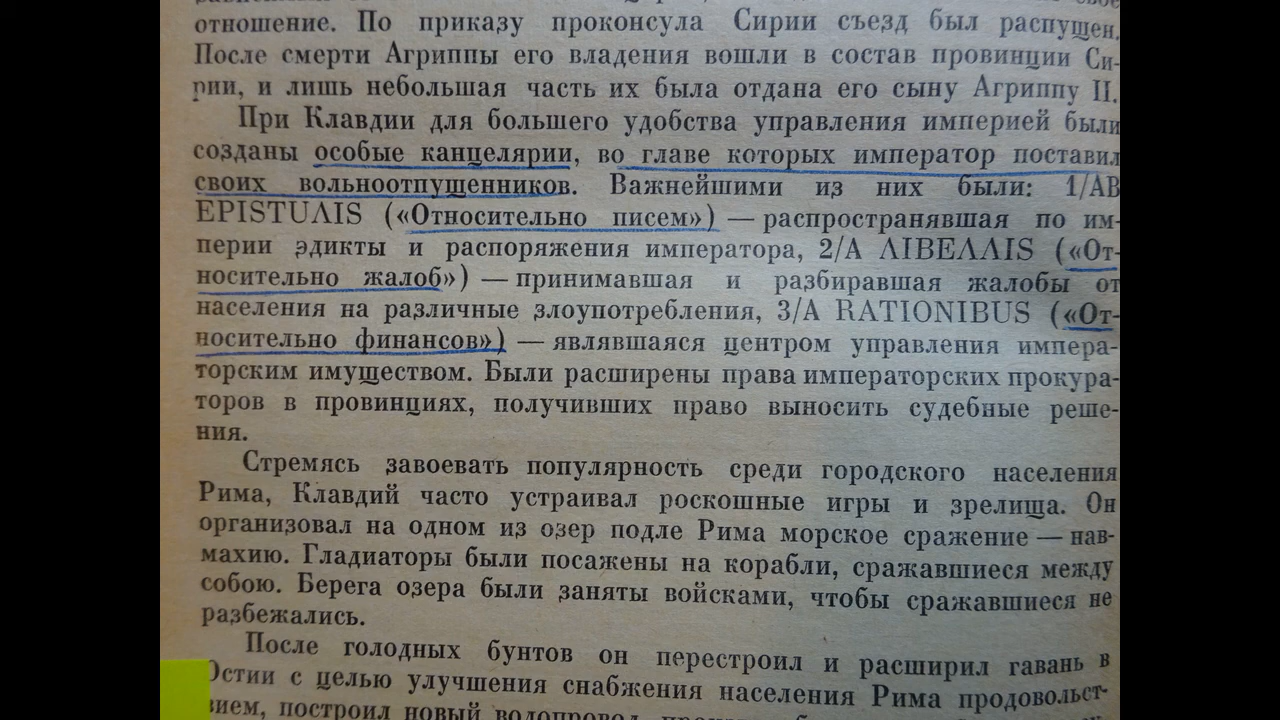 отношение. По приказу проконсула Сирии съезд был распущен.
После смерти Агриппы его владения вошли в состав провинции Си-
рии, и лишь небольшая часть их была отдана его сыну Агриппу II.
При Клавдии для большего удобства управления империей были
созданы особые канцелярии, во главе которых император поставил
своих вольноотпущенников. Важнейшими из них были: 1/AB
EPISTUΛIS («Относительно писем») — распространявшая по им-
перии эдикты и распоряжения императора, 2/A ΛIBEΛΛIS («От-
носительно жалоб») — принимавшая и разбиравшая жалобы от
населения на различные злоупотребления, 3/A RATIONIBUS («От-
носительно финансов») — являвшаяся центром управления импера-
торским имуществом. Были расширены права императорских прокура-
торов в провинциях, получивших право выносить судебные реше-
ния.
Стремясь завоевать популярность среди городского населения
Рима, Клавдий часто устраивал роскошные игры и зрелища. Он
организовал на одном из озер подле Рима морское сражение — нав-
махию. Гладиаторы были посажены на корабли, сражавшиеся между
собою. Берега озера были заняты войсками, чтобы сражавшиеся не
разбежались.
После голодных бунтов он перестроил и расширил гавань в
Остии с целью улучшения снабжения населения Рима продовольст-
вием, построил новый водопровод,